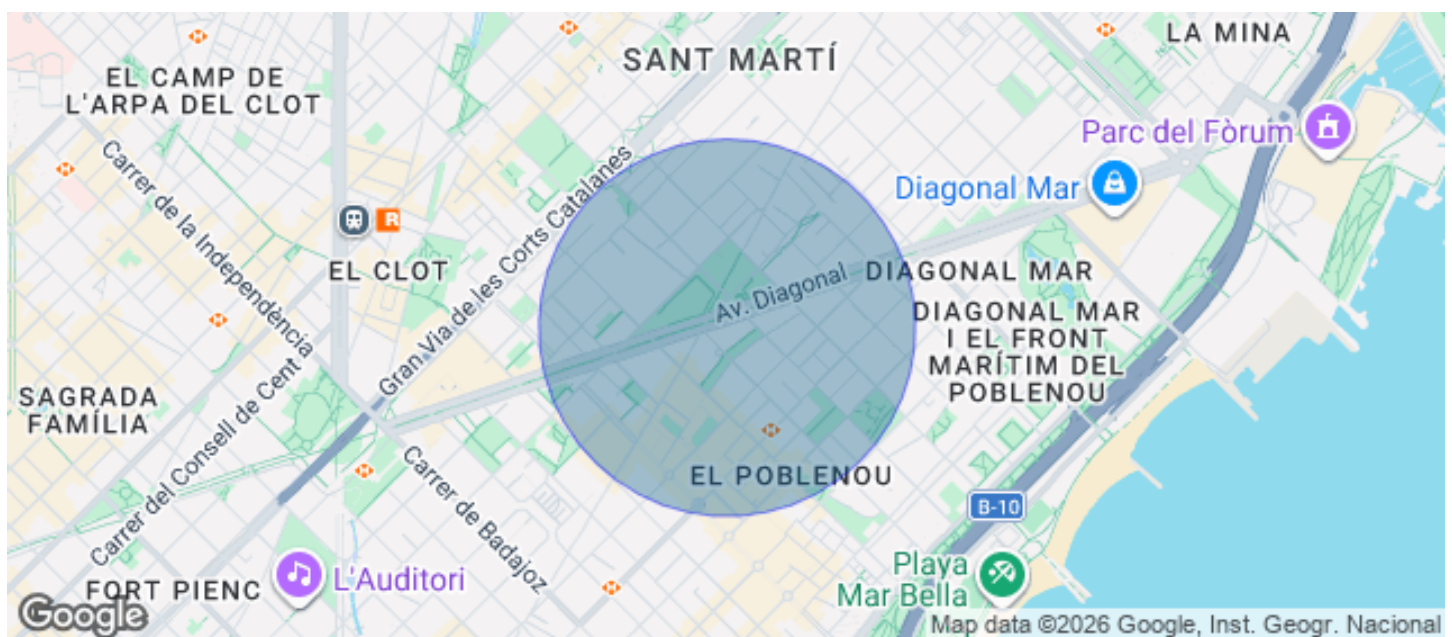 LA MINA
SANT MARTÍ
EL CAMP DE
L'ARPA DEL CLOT
Parc del Fòrum
Carrer de la Independència
Diagonal Mar
Gran Via de les Corts Catalanes
R
EL CLOT
DIAGONAL MAR
Av. Diagonal
DIAGONAL MAR
I EL FRONT
MARÍTIM DEL
POBLENOU
SAGRADA
FAMÍLIA
Carrer del Consell de Cent
EL POBLENOU
Carrer de Badajoz
B-10
Playa
Mar Bella
L'Auditori
FORT PIENC
Google
Map data ©2026 Google, Inst. Geogr. Nacional